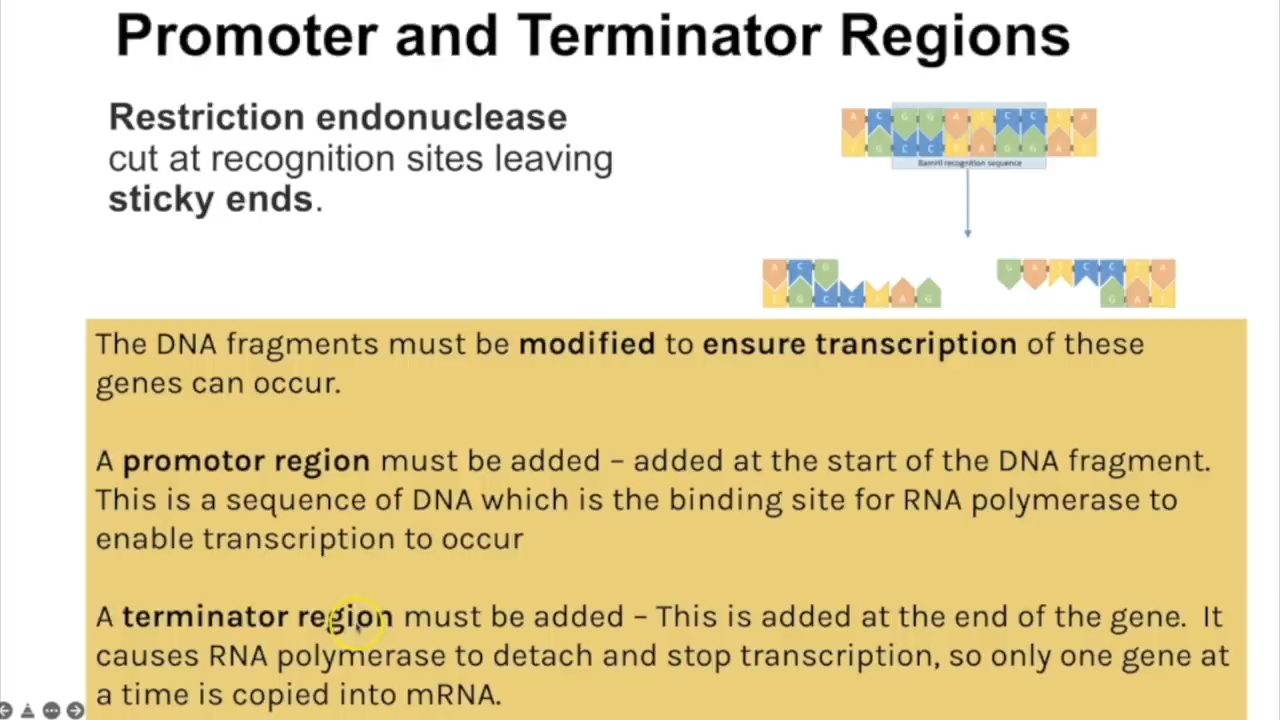 Promoter and Terminator Regions
Restriction endonuclease
cut at recognition sites leaving
sticky ends.
A C G G A T C C T A
T G C C T A G G A T
BamHI recognition sequence
A C G
T G C C T A G
G A T C C T A
G A T
The DNA fragments must be modified to ensure transcription of these
genes can occur.
A promotor region must be added – added at the start of the DNA fragment.
This is a sequence of DNA which is the binding site for RNA polymerase to
enable transcription to occur
A terminator region must be added – This is added at the end of the gene. It
causes RNA polymerase to detach and stop transcription, so only one gene at
a time is copied into mRNA.